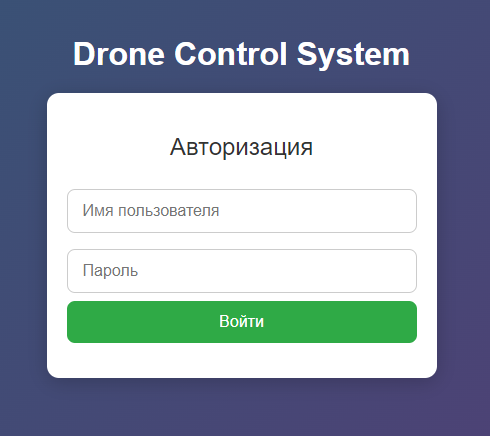 Drone Control System
Авторизация
Имя пользователя
Пароль
Войти